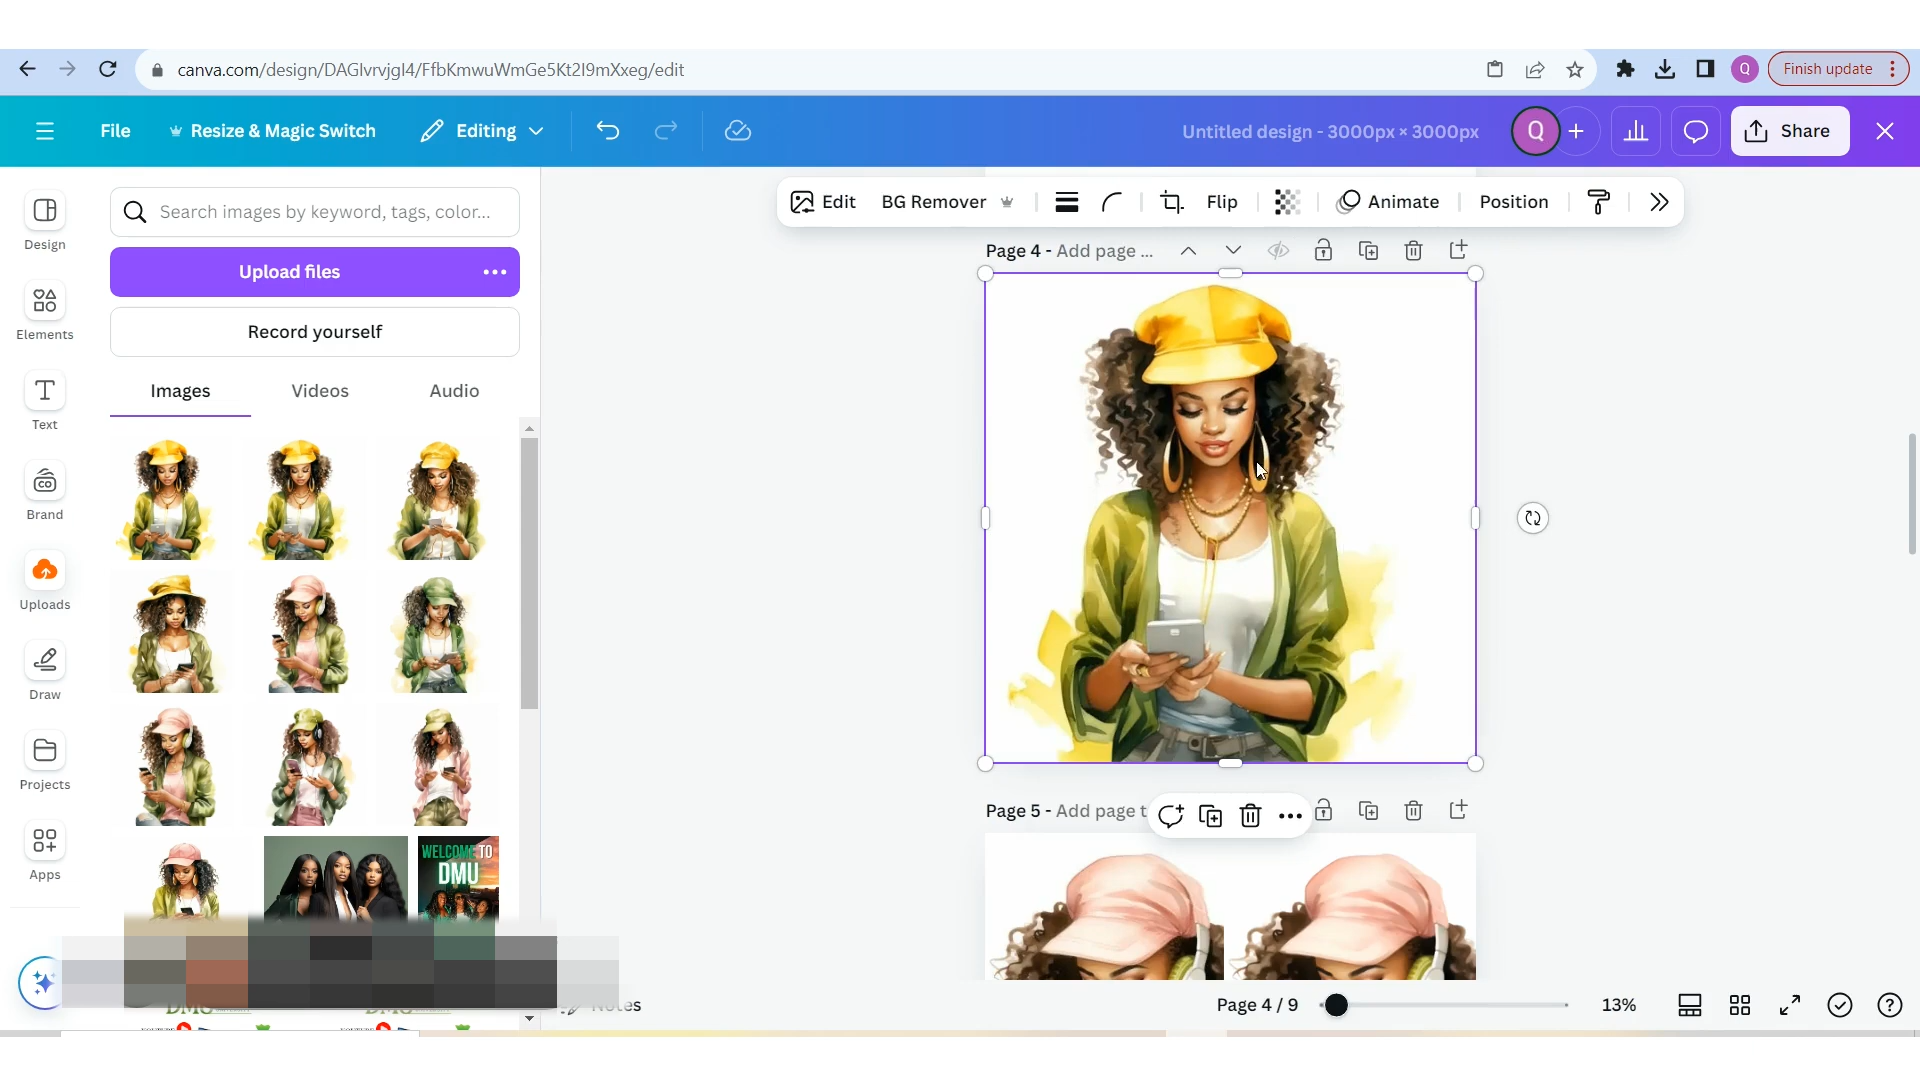 canva.com/design/DAGIvrvjgI4/FfbKmwuWmGe5Kt2I9mXxeg/edit
Q
Finish update
File
Resize & Magic Switch
Editing
Untitled design - 3000px × 3000px
Q
Share
Design
Elements
Text
Brand
Uploads
Draw
Projects
Apps
Search images by keyword, tags, color...
Upload files
Record yourself
Images
Videos
Audio
WELCOME TO
DMU
Edit
BG Remover
Flip
Animate
Position
Page 4 - Add page ...
Page 5 - Add page t
Page 4 / 9
13%